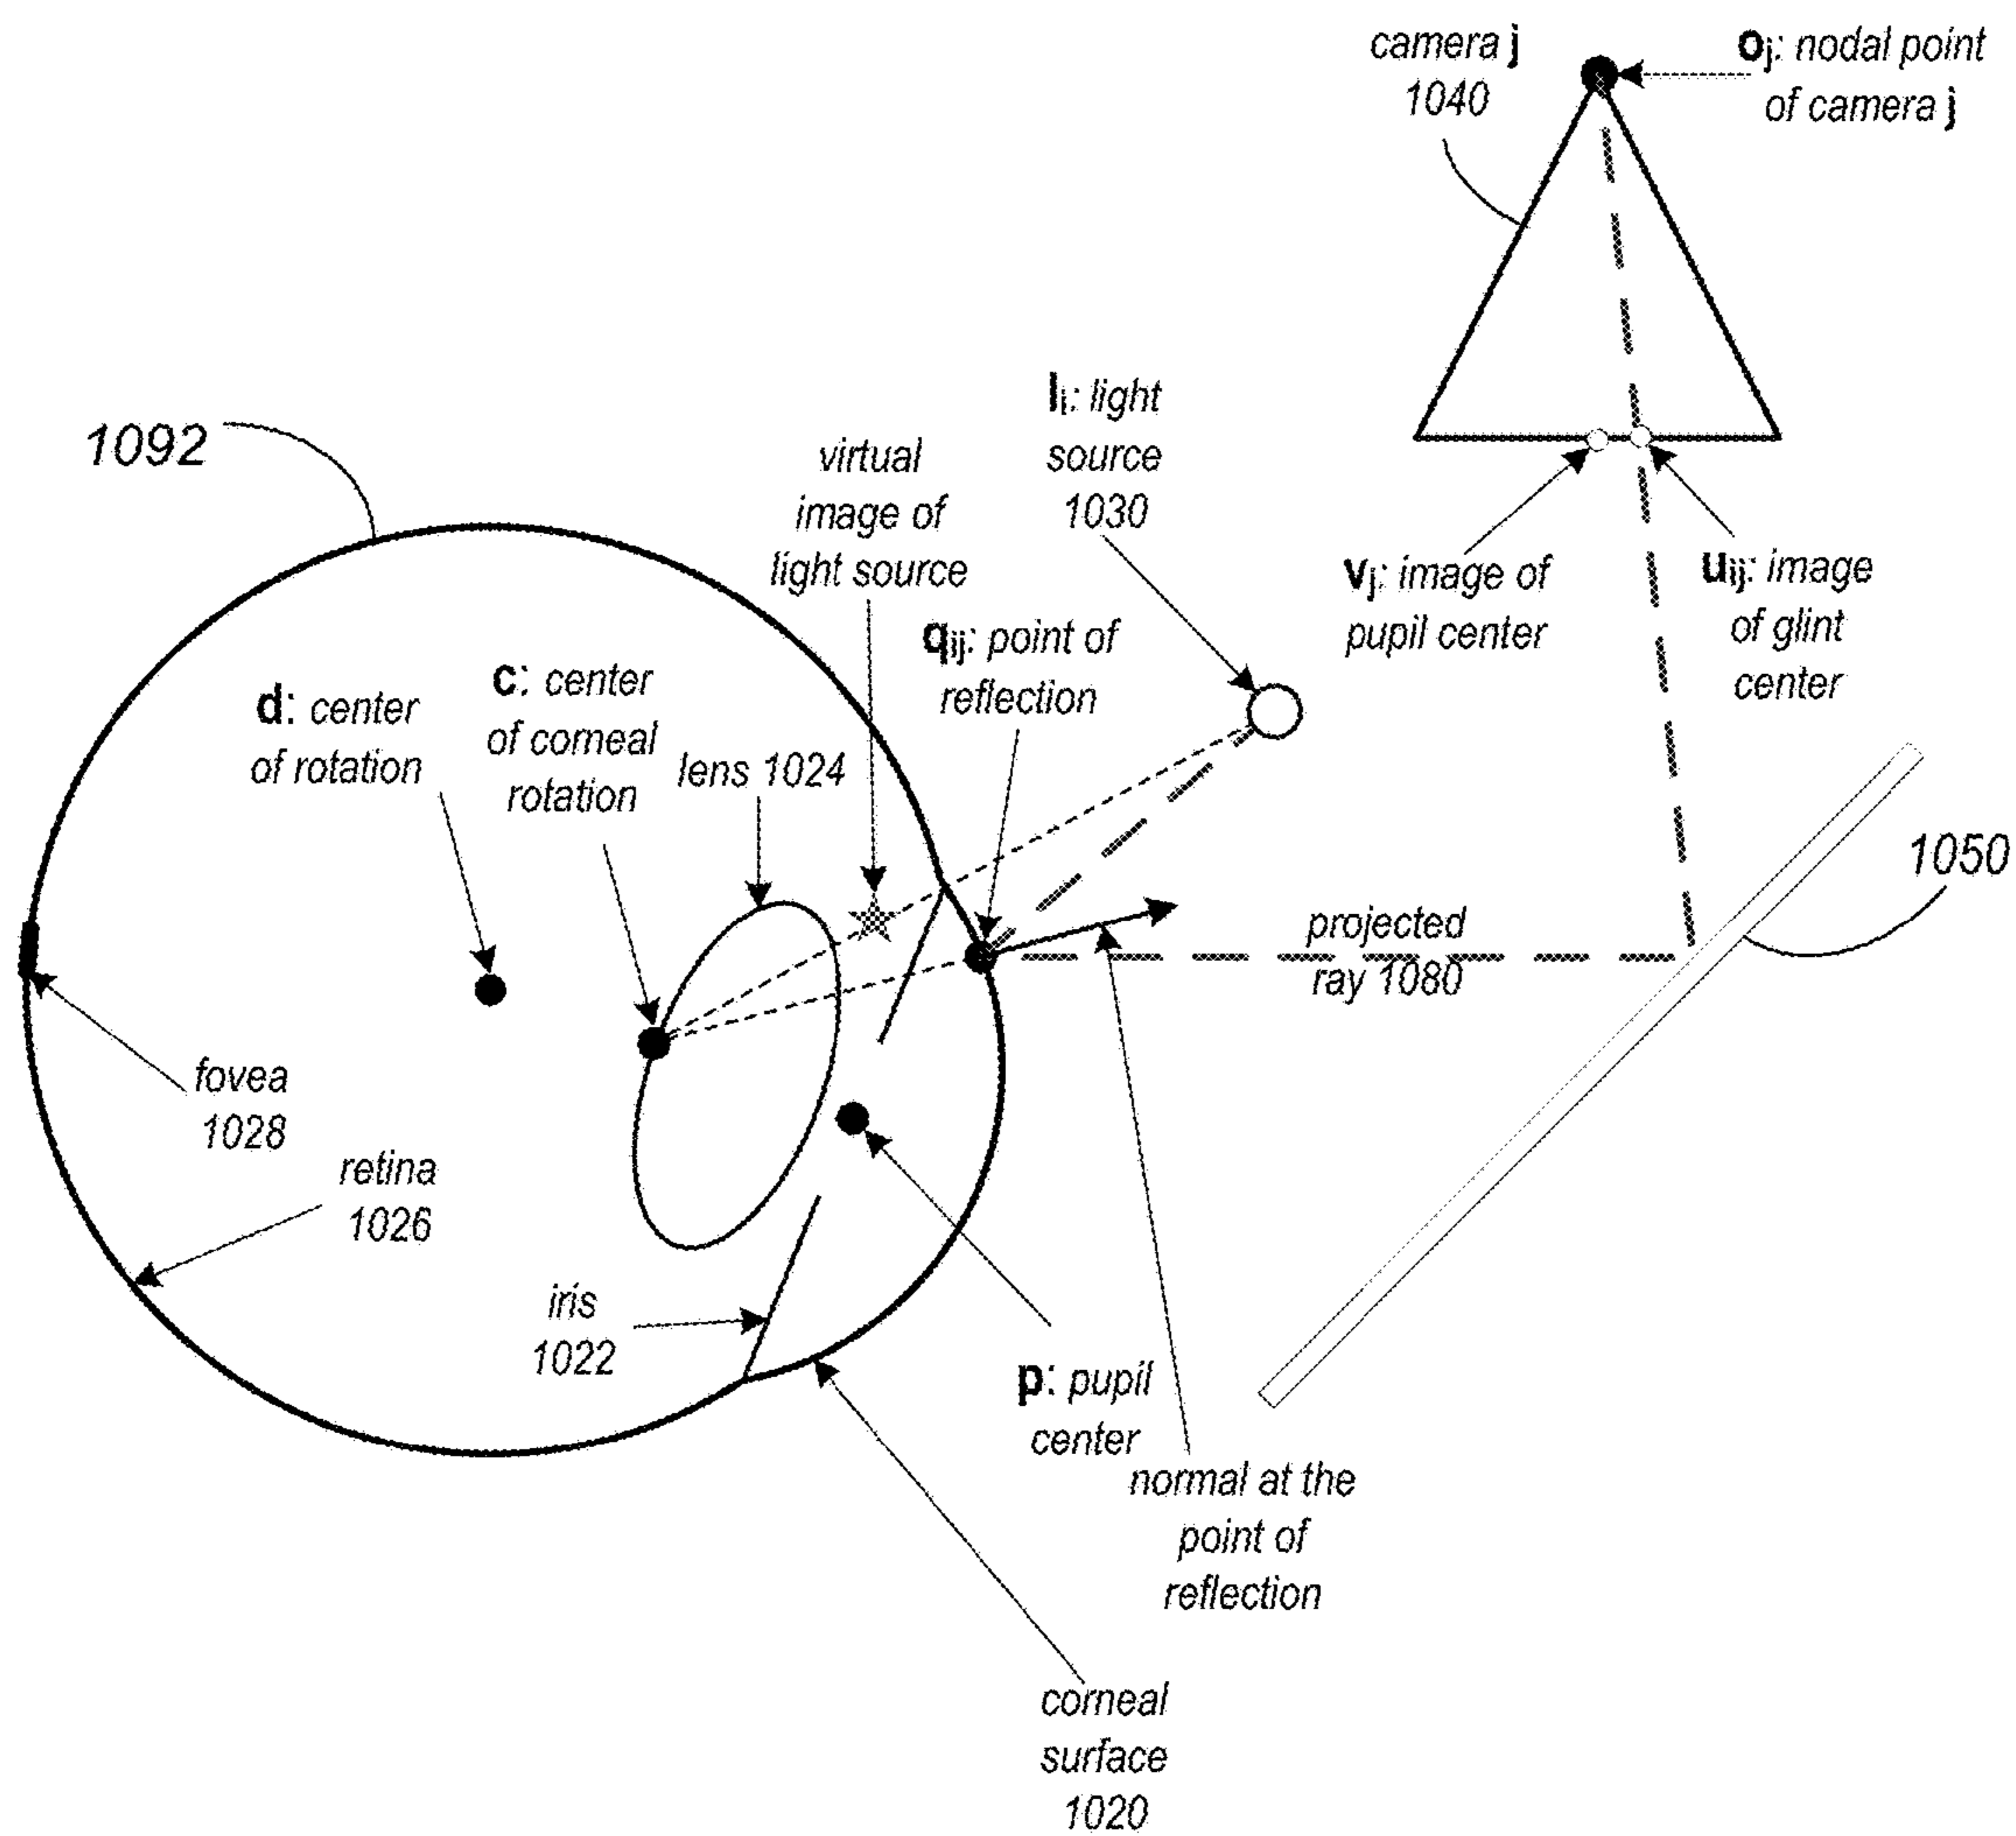 camera j
1040
oj: nodal point
of camera j
1092
virtual
image of
light source
li: light
source
1030
vj: image of
pupil center
uij: image
of glint
center
qij: point of
reflection
d: center
of rotation
c: center
of corneal
rotation
lens 1024
1050
projected
ray 1080
fovea
1028
retina
1026
iris
1022
p: pupil
center
normal at the
point of
reflection
corneal
surface
1020